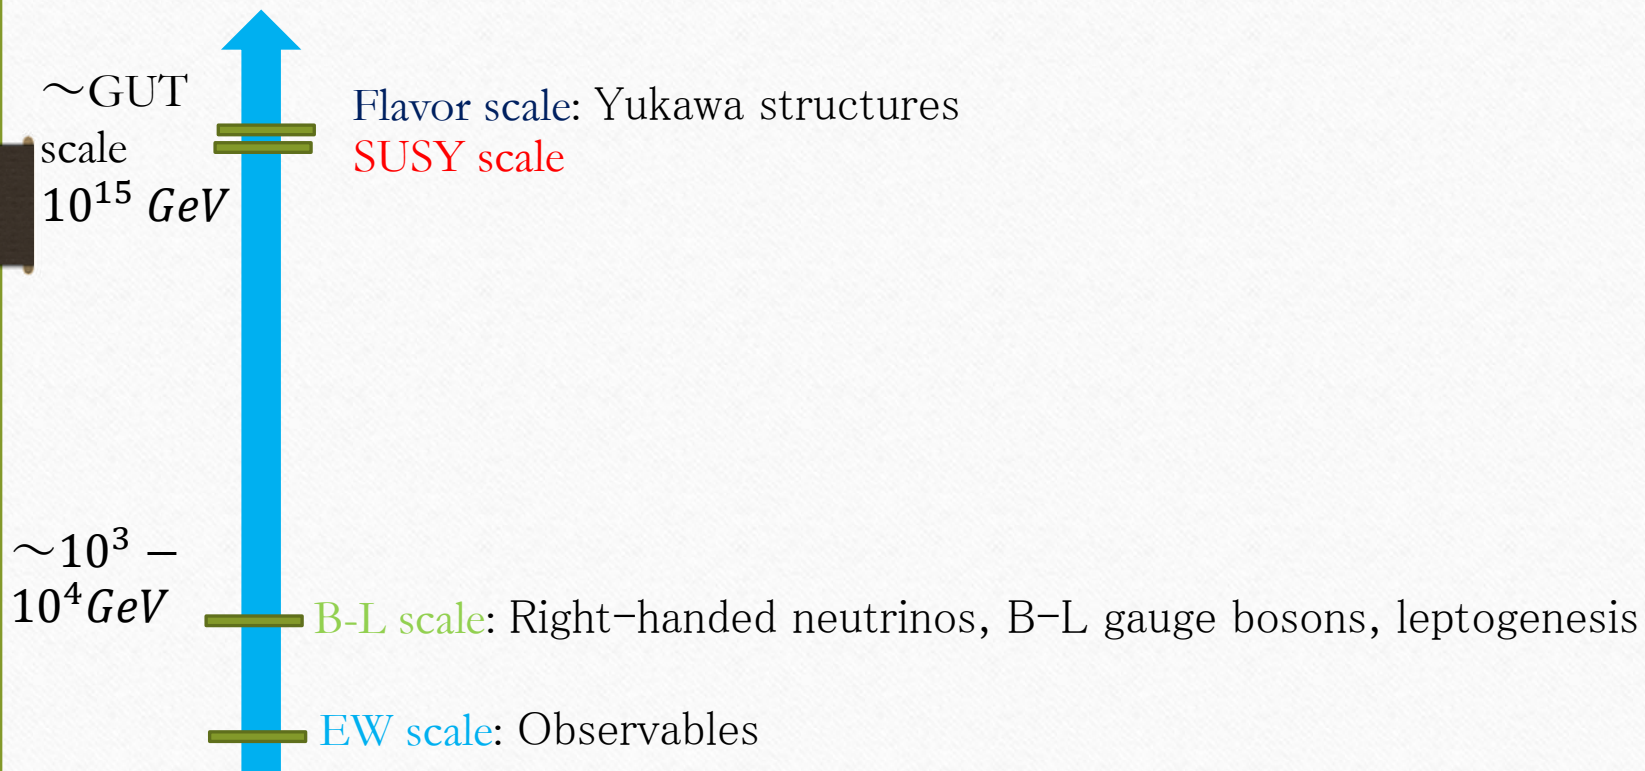 ～GUT
scale
10¹⁵ GeV
Flavor scale: Yukawa structures
SUSY scale
～10³ −
10⁴GeV
B-L scale: Right-handed neutrinos, B-L gauge bosons, leptogenesis
EW scale: Observables